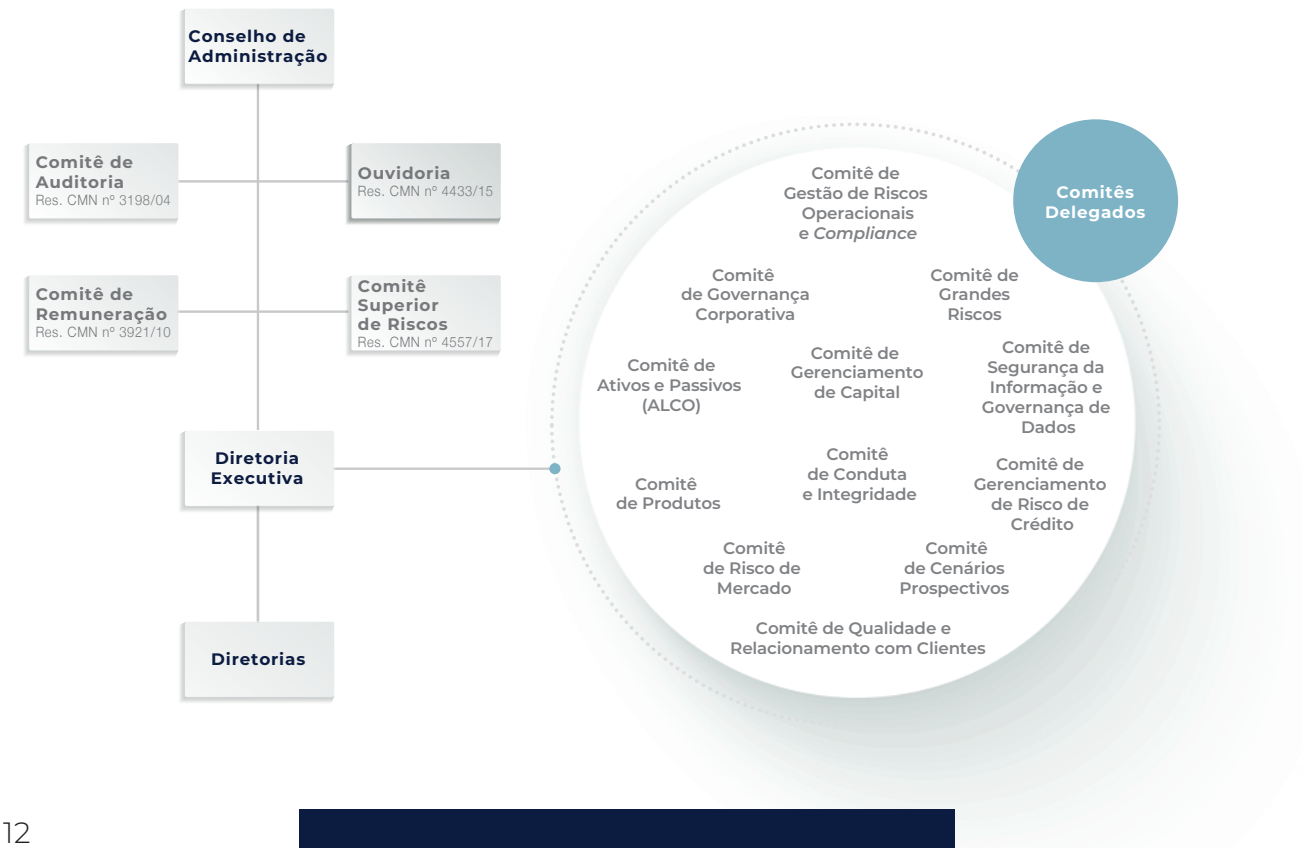 Conselho de
Administração
Comitê de
Auditoria
Res. CMN nº 3198/04
Ouvidoria
Res. CMN nº 4433/15
Comitê de
Remuneração
Res. CMN nº 3921/10
Comitê
Superior
de Riscos
Res. CMN nº 4557/17
Diretoria
Executiva
Diretorias
Comitês
Delegados
Comitê de
Gestão de Riscos
Operacionais
e Compliance
Comitê
de Governança
Corporativa
Comitê de
Grandes
Riscos
Comitê de
Ativos e Passivos
(ALCO)
Comitê de
Gerenciamento
de Capital
Comitê de
Segurança da
Informação e
Governança de
Dados
Comitê
de Produtos
Comitê
de Conduta
e Integridade
Comitê de
Gerenciamento
de Risco de
Crédito
Comitê
de Risco de
Mercado
Comitê
de Cenários
Prospectivos
Comitê de Qualidade e
Relacionamento com Clientes
12